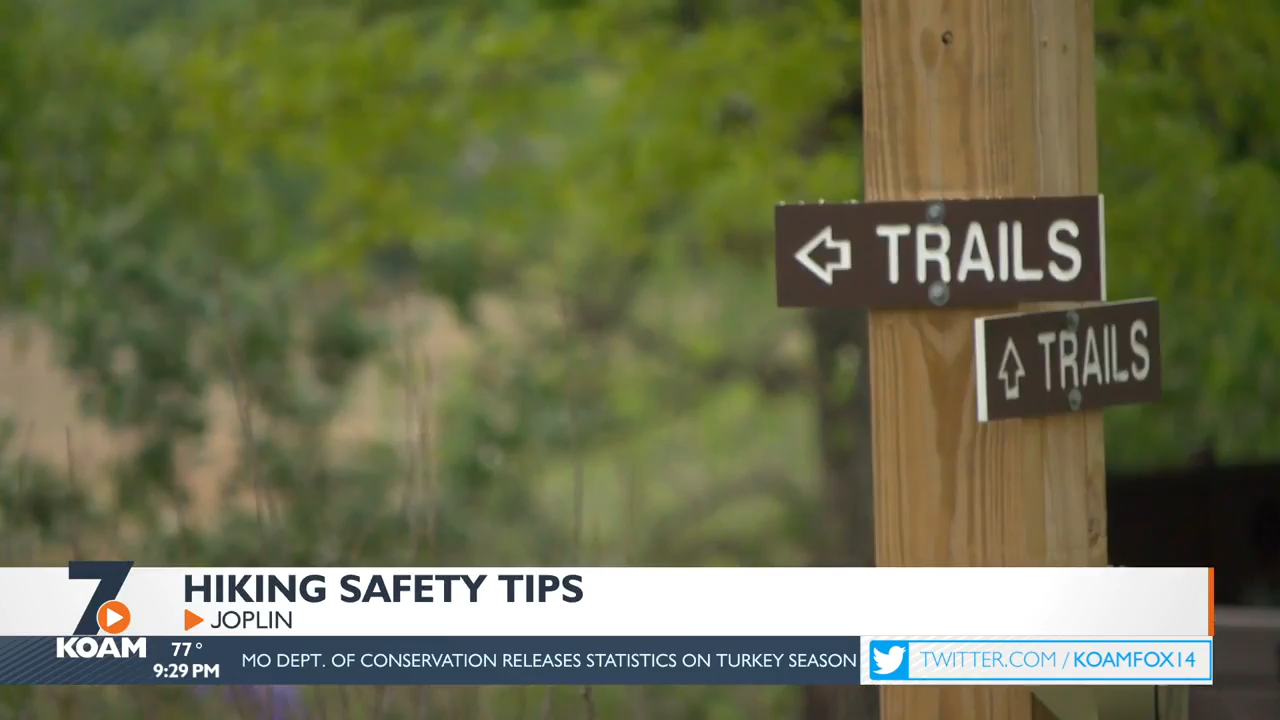 TRAILS
TRAILS
7
HIKING SAFETY TIPS
JOPLIN
KOAM
77°
9:29 PM
MO DEPT. OF CONSERVATION RELEASES STATISTICS ON TURKEY SEASON
TWITTER.COM / KOAMFOX14